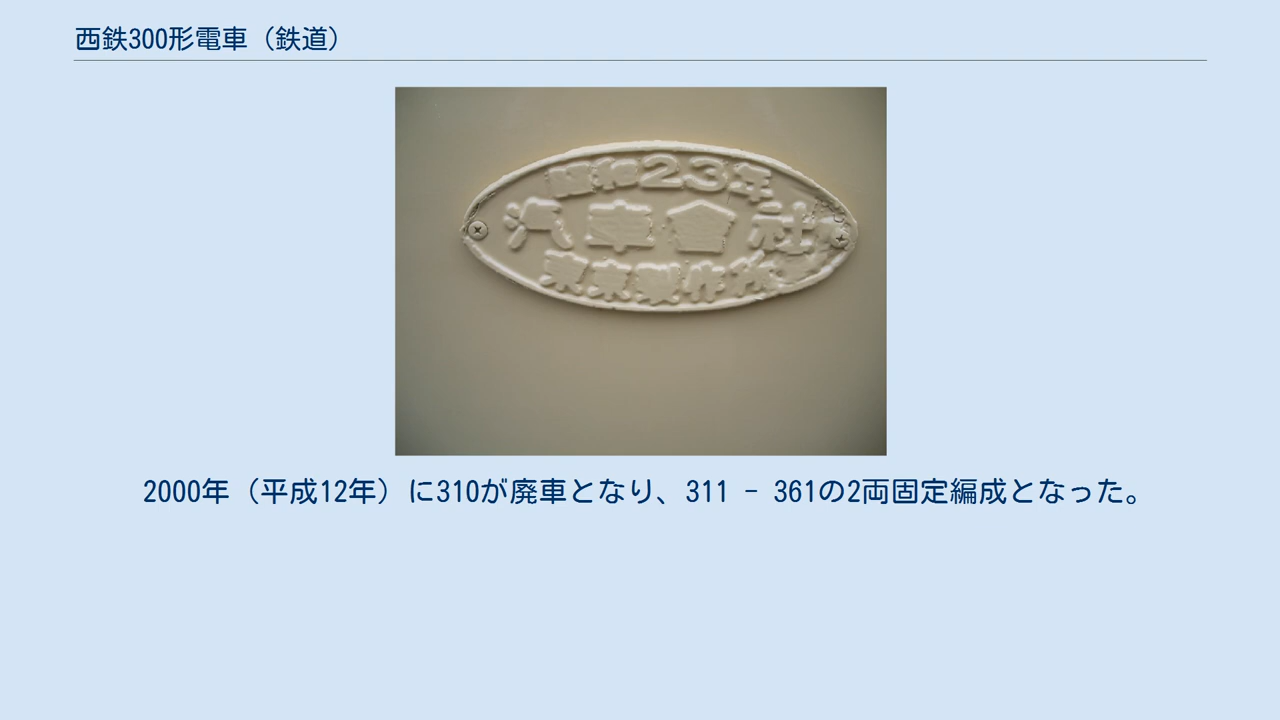 西鉄300形電車（鉄道）
昭和23年
汽車會社
東京製作所
2000年（平成12年）に310が廃車となり、311 - 361の2両固定編成となった。